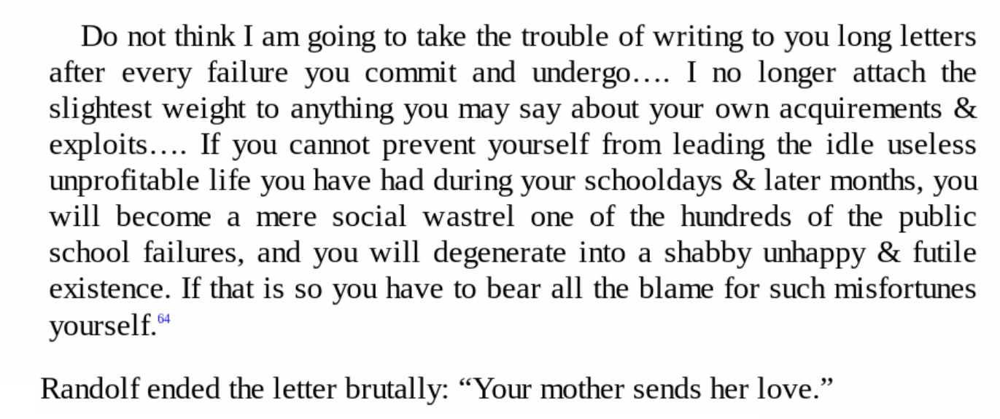 Do not think I am going to take the trouble of writing to you long letters
after every failure you commit and undergo…. I no longer attach the
slightest weight to anything you may say about your own acquirements &
exploits…. If you cannot prevent yourself from leading the idle useless
unprofitable life you have had during your schooldays & later months, you
will become a mere social wastrel one of the hundreds of the public
school failures, and you will degenerate into a shabby unhappy & futile
existence. If that is so you have to bear all the blame for such misfortunes
yourself.64
Randolf ended the letter brutally: “Your mother sends her love.”